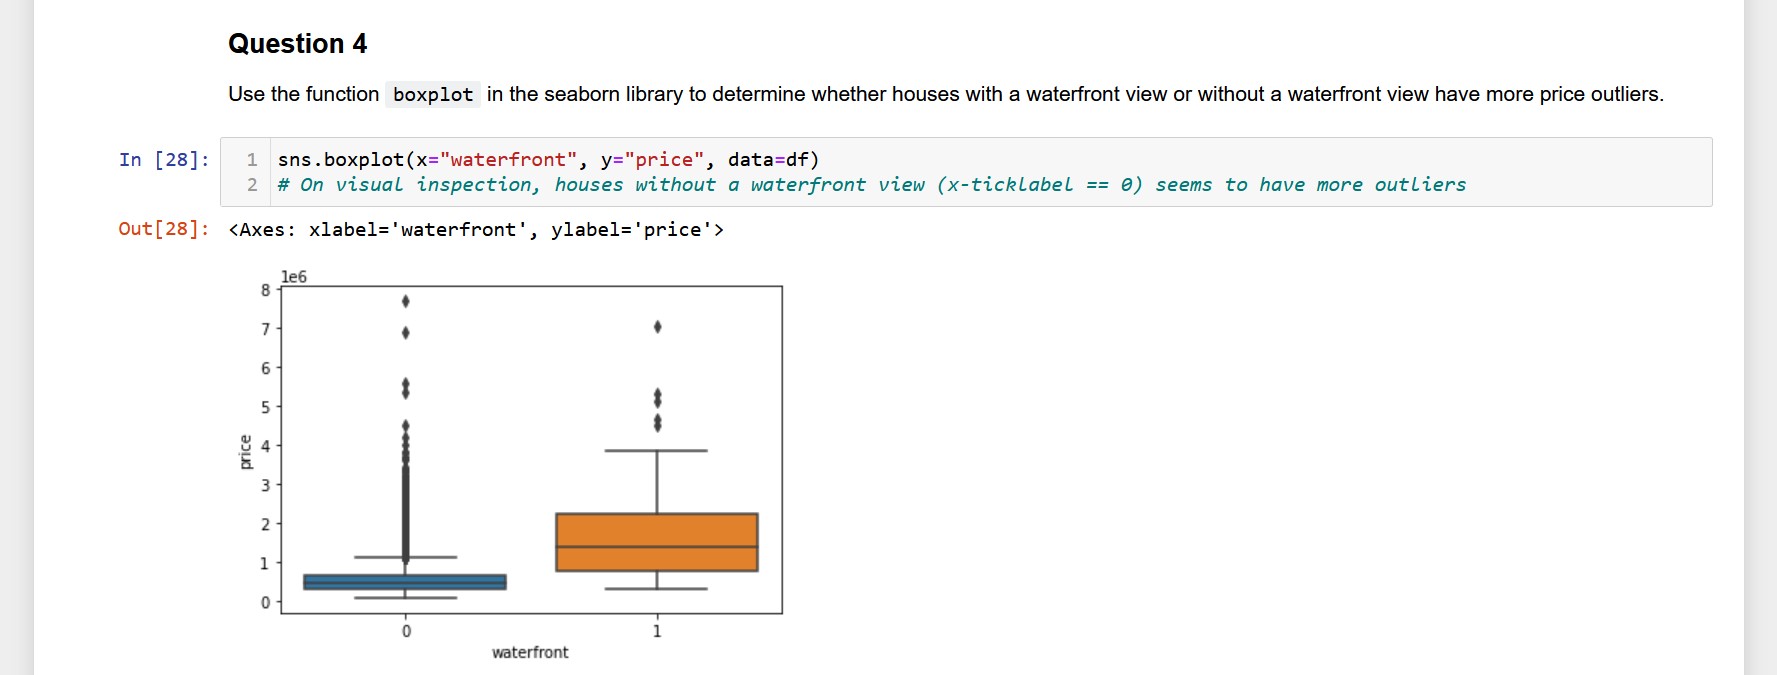 Question 4
Use the function boxplot in the seaborn library to determine whether houses with a waterfront view or without a waterfront view have more price outliers.
In [28]:
1 sns.boxplot(x="waterfront", y="price", data=df)
2 # On visual inspection, houses without a waterfront view (x-ticklabel == 0) seems to have more outliers
Out[28]: <Axes: xlabel='waterfront', ylabel='price'>
1e6
8
7
6
5
4
3
2
1
0
price
0 1
waterfront